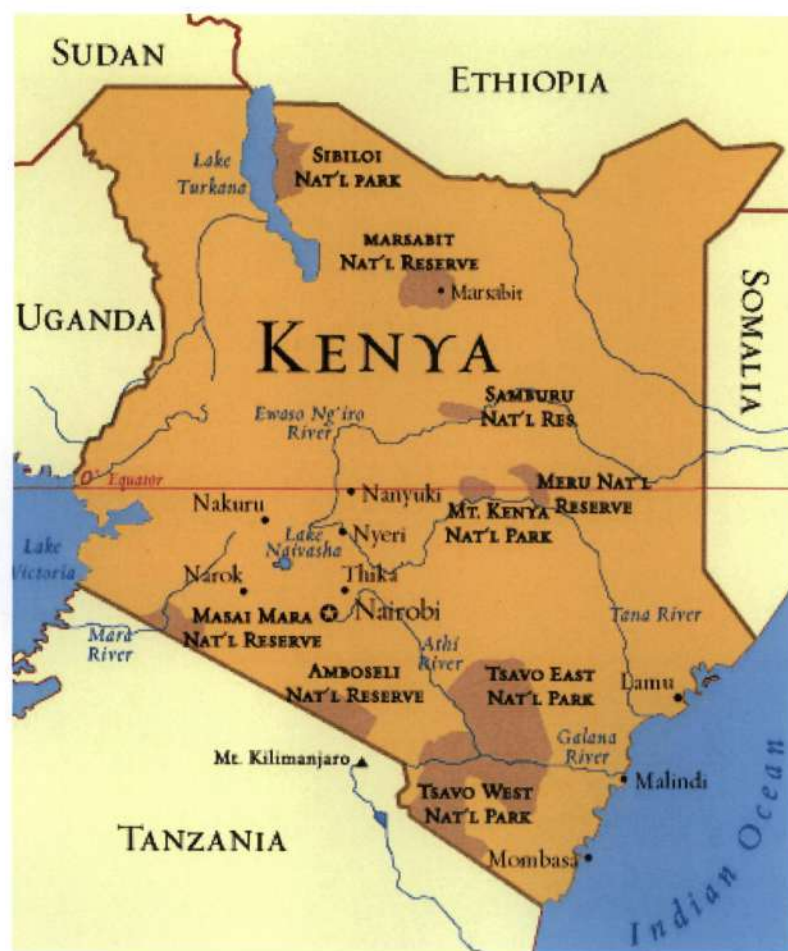 SUDAN
ETHIOPIA
Lake
Turkana
SIBILOI
NAT'L PARK
MARSABIT
NAT'L RESERVE
Marsabit
UGANDA
KENYA
SOMALIA
SAMBURU
NAT'L RES.
Ewaso Ng'iro
River
0° Equator
Nakuru
Nanyuki
MERU NAT'L
RESERVE
MT. KENYA
NAT'L PARK
Lake
Victoria
Lake
Naivasha
Nyeri
Narok
Thika
MASAI MARA
NAT'L RESERVE
Nairobi
Mara
River
Athi
River
Tana River
AMBOSELI
NAT'L RESERVE
TSAVO EAST
NAT'L PARK
Lamu
Galana
River
Mt. Kilimanjaro
Malindi
TSAVO WEST
NAT'L PARK
TANZANIA
Mombasa
Indian Ocean